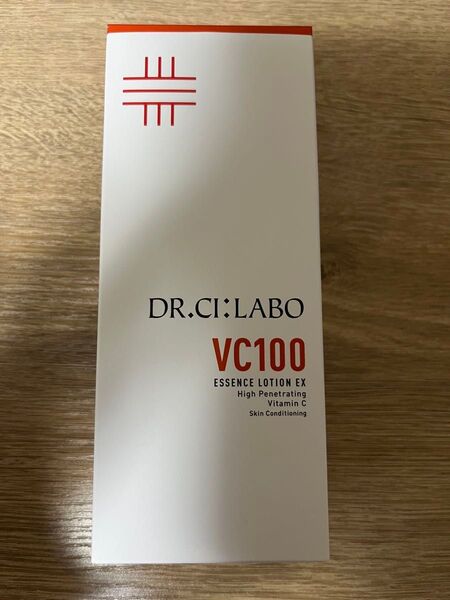 DR.CI:LABO
VC100
ESSENCE LOTION EX
High Penetrating
Vitamin C
Skin Conditioning